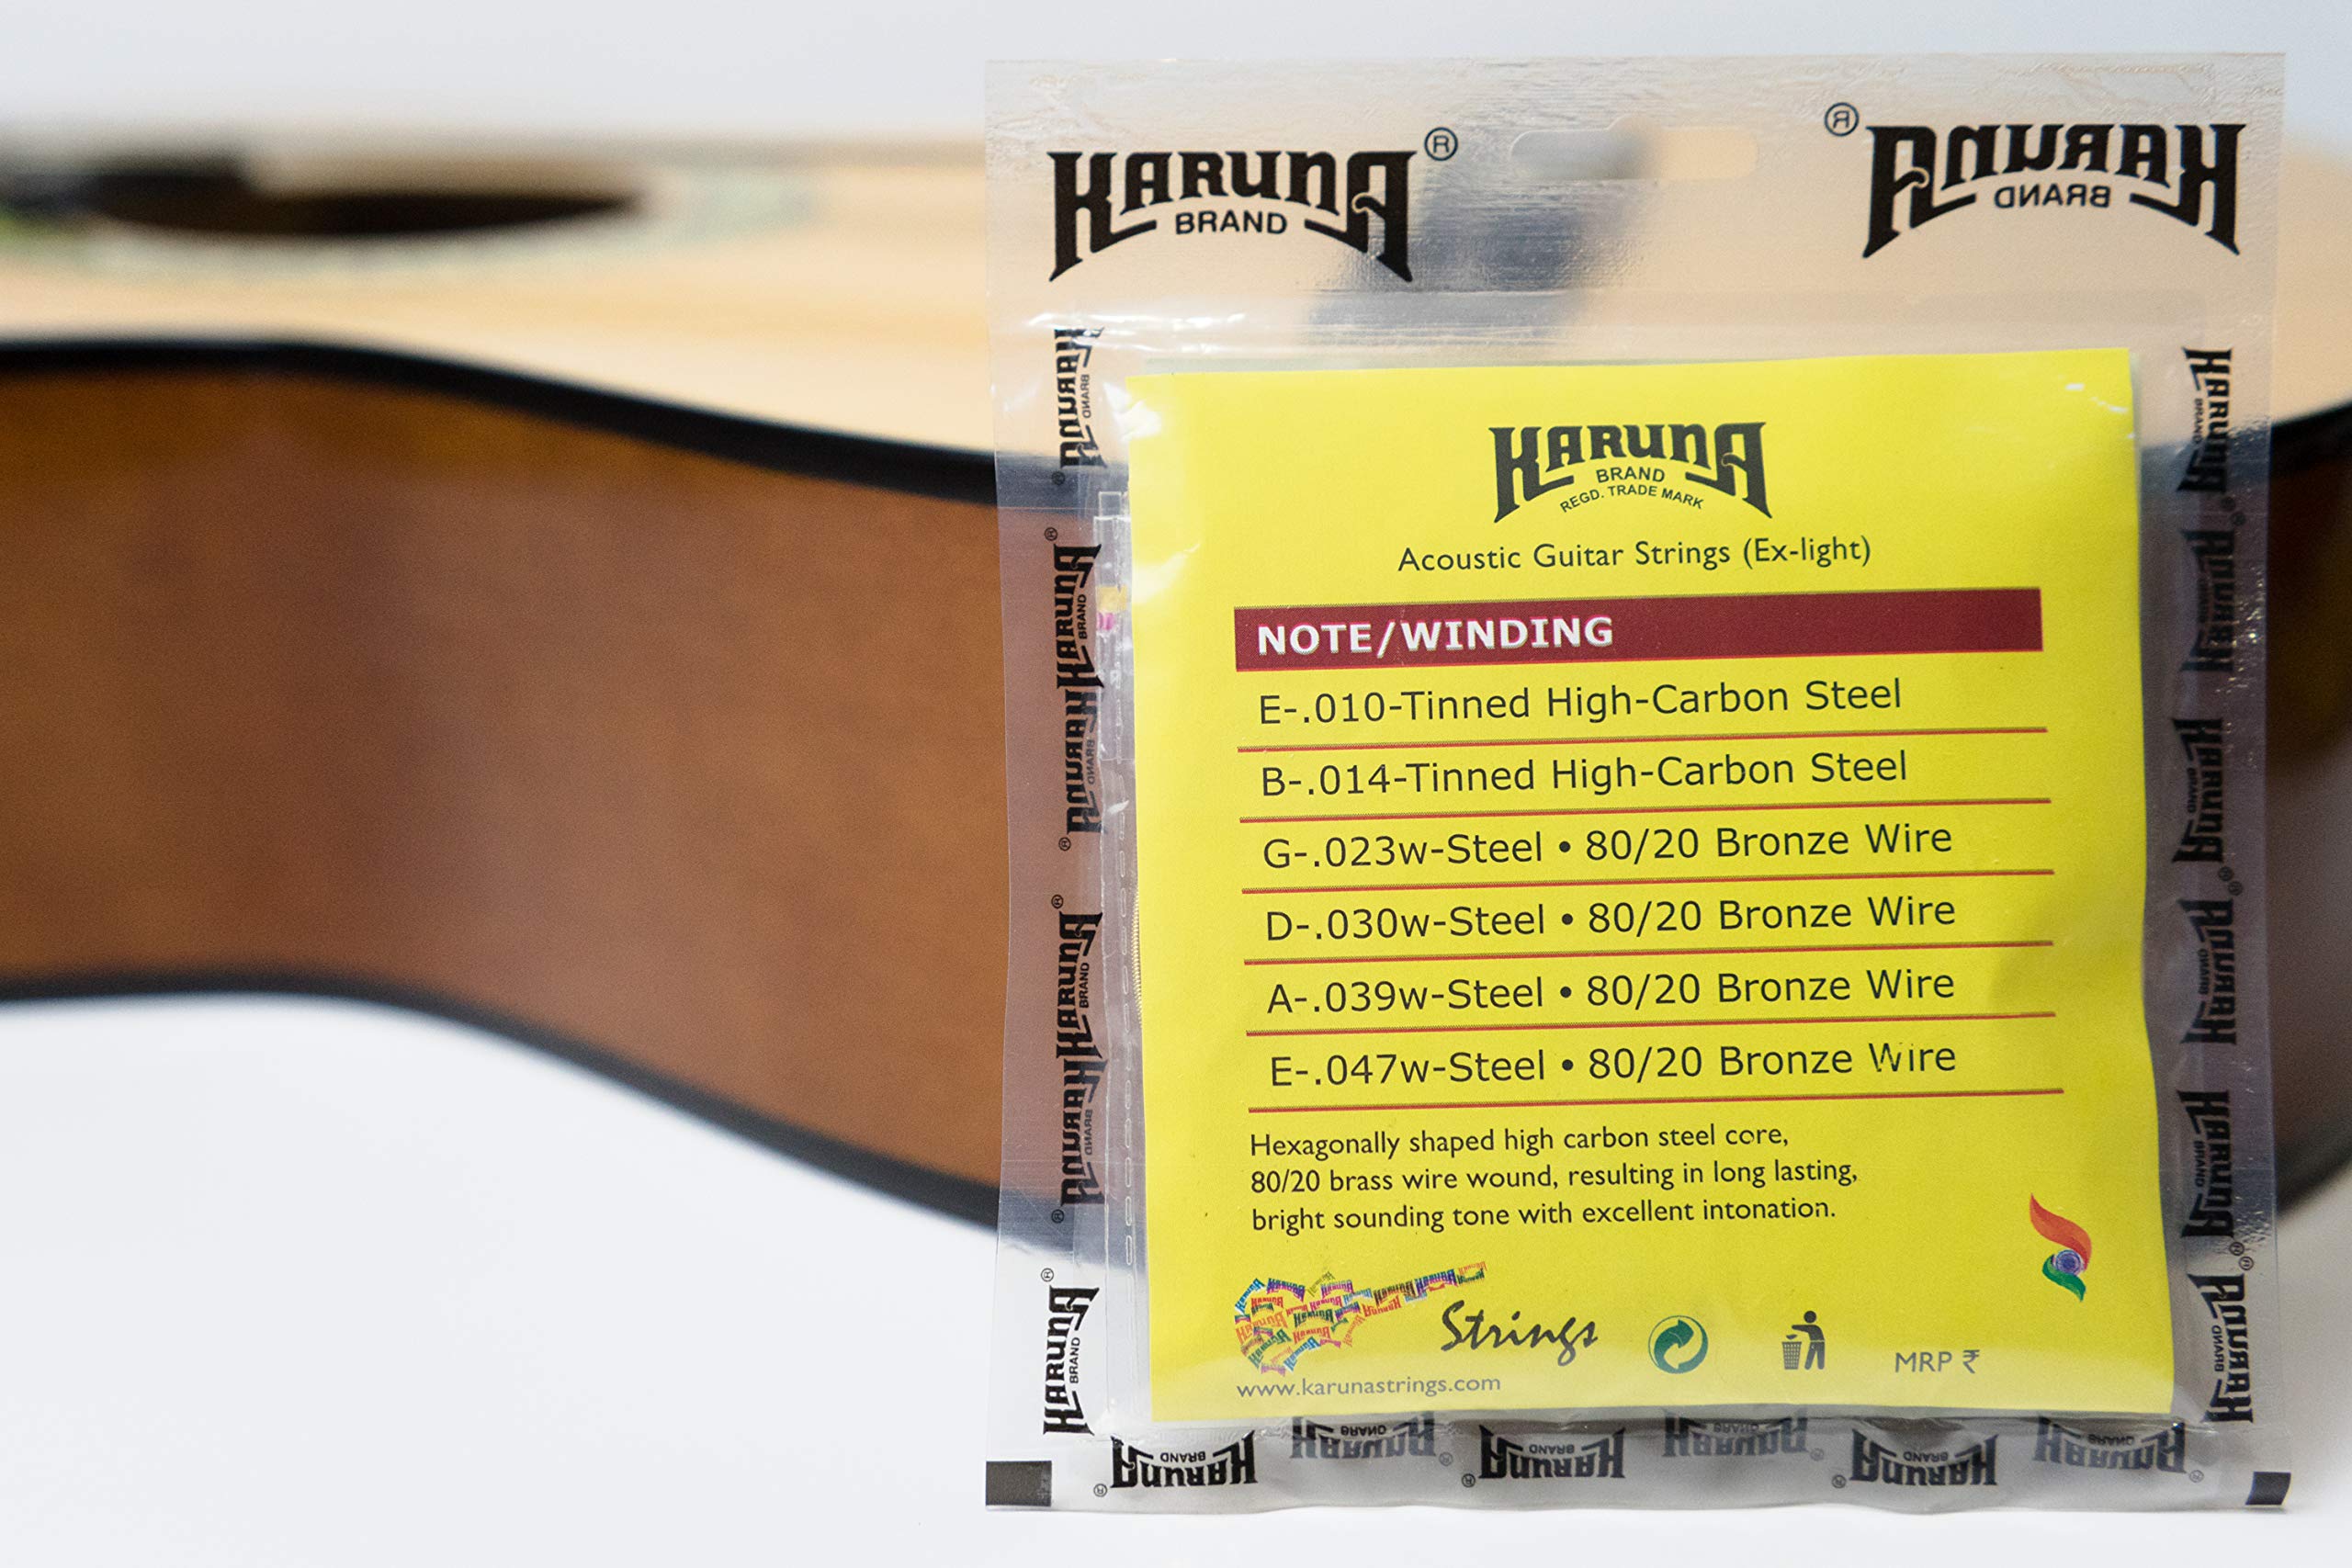 KARUNA ®
BRAND
KARUNA ®
BRAND
KARUNA
BRAND
REGD. TRADE MARK
Acoustic Guitar Strings (Ex-light)
NOTE/WINDING
E-.010-Tinned High-Carbon Steel
B-.014-Tinned High-Carbon Steel
G-.023w-Steel • 80/20 Bronze Wire
D-.030w-Steel • 80/20 Bronze Wire
A-.039w-Steel • 80/20 Bronze Wire
E-.047w-Steel • 80/20 Bronze Wire
Hexagonally shaped high carbon steel core,
80/20 brass wire wound, resulting in long lasting,
bright sounding tone with excellent intonation.
Strings
MRP ₹
www.karunastrings.com